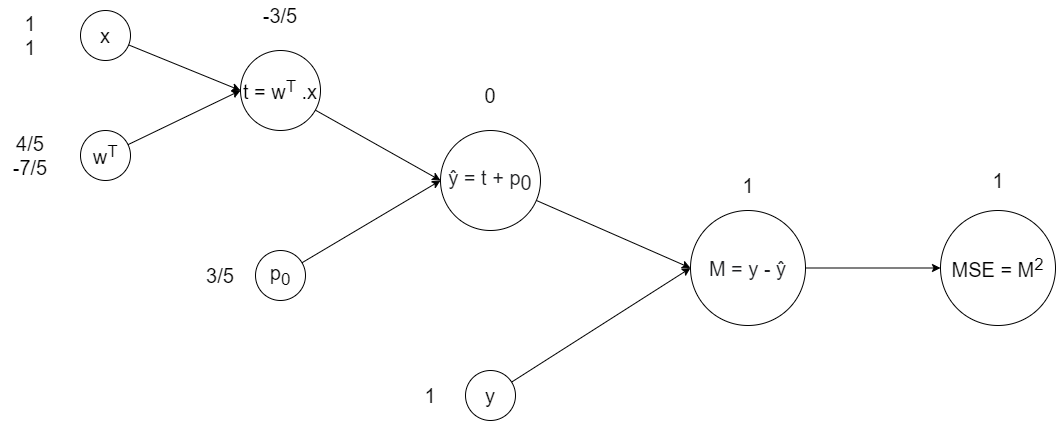 1
1
x
-3/5
t = wᵀ .x
4/5
-7/5
wᵀ
0
ŷ = t + p₀
3/5
p₀
1
M = y - ŷ
1
MSE = M²
1
y